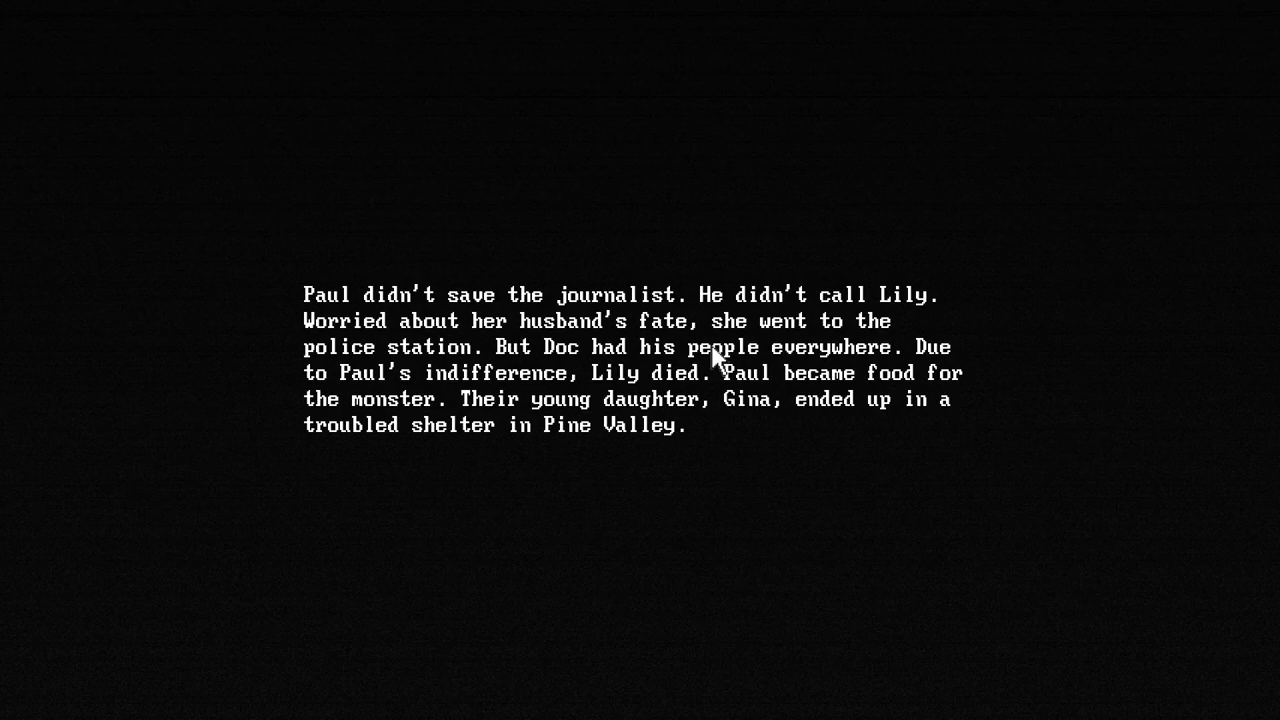 Paul didn't save the journalist. He didn't call Lily.
Worried about her husband's fate, she went to the
police station. But Doc had his people everywhere. Due
to Paul's indifference, Lily died. Paul became food for
the monster. Their young daughter, Gina, ended up in a
troubled shelter in Pine Valley.